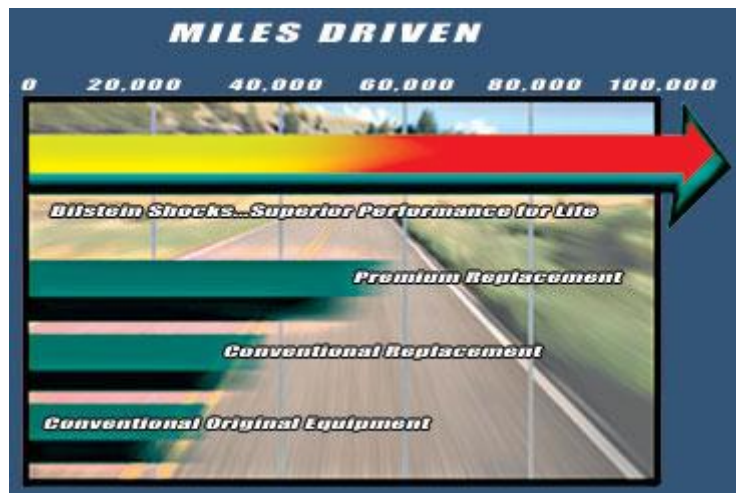 MILES DRIVEN
0 20,000 40,000 60,000 80,000 100,000
Bilstein Shocks...Superior Performance for Life
Premium Replacement
Conventional Replacement
Conventional Original Equipment